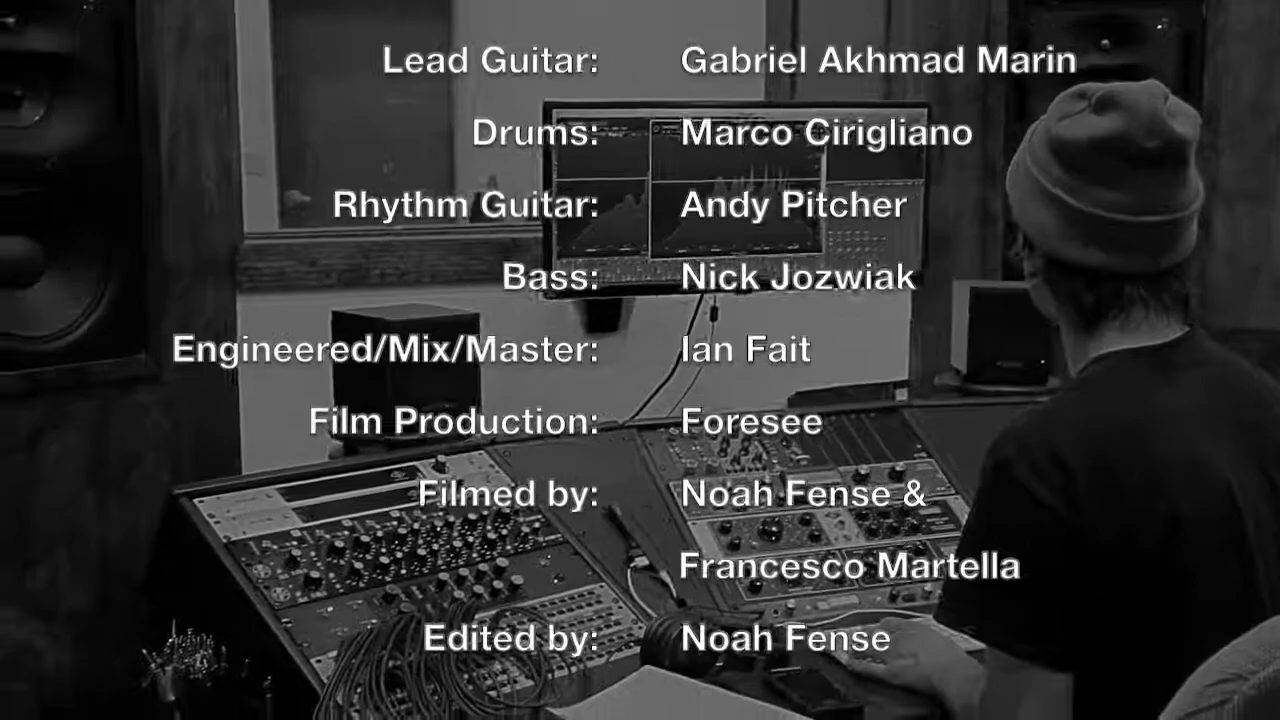 Lead Guitar: Gabriel Akhmad Marin
Drums: Marco Cirigliano
Rhythm Guitar: Andy Pitcher
Bass: Nick Jozwiak
Engineered/Mix/Master: Ian Fait
Film Production: Foresee
Filmed by: Noah Fense &
Francesco Martella
Edited by: Noah Fense